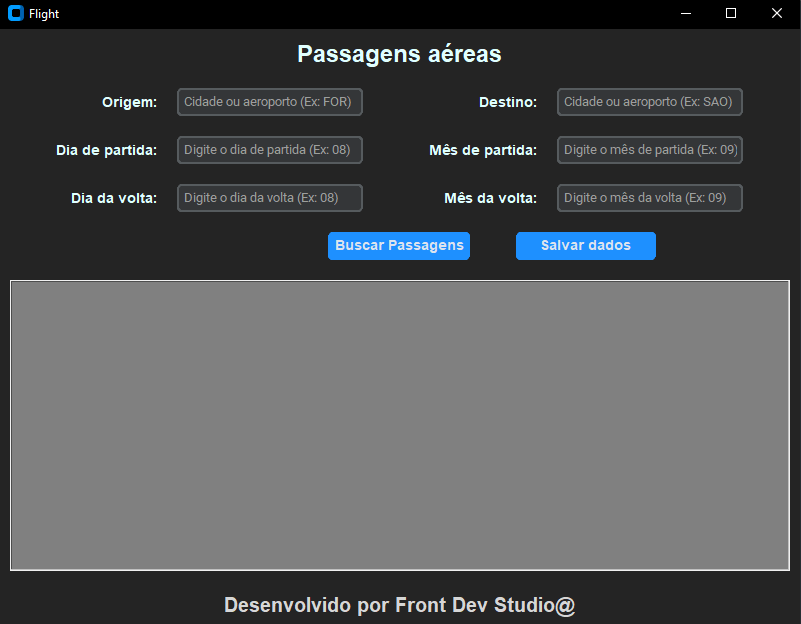 Flight
Passagens aéreas
Origem: Cidade ou aeroporto (Ex: FOR) Destino: Cidade ou aeroporto (Ex: SAO)
Dia de partida: Digite o dia de partida (Ex: 08) Mês de partida: Digite o mês de partida (Ex: 09)
Dia da volta: Digite o dia da volta (Ex: 08) Mês da volta: Digite o mês da volta (Ex: 09)
Buscar Passagens Salvar dados
Desenvolvido por Front Dev Studio@